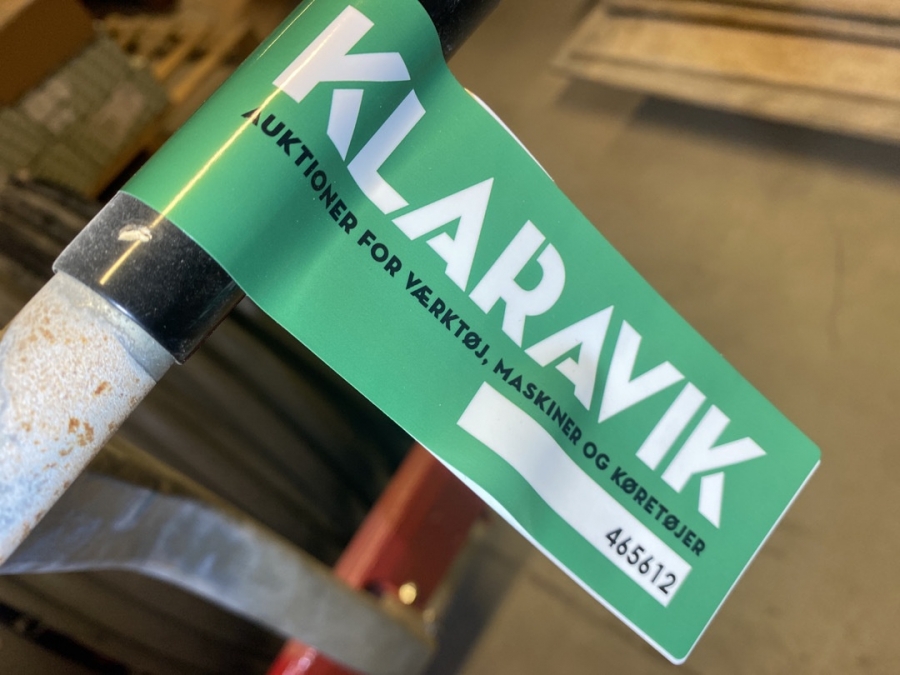 KLARAVIK
AUKTIONER FOR VÆRKTØJ, MASKINER OG KØRETØJER
465612